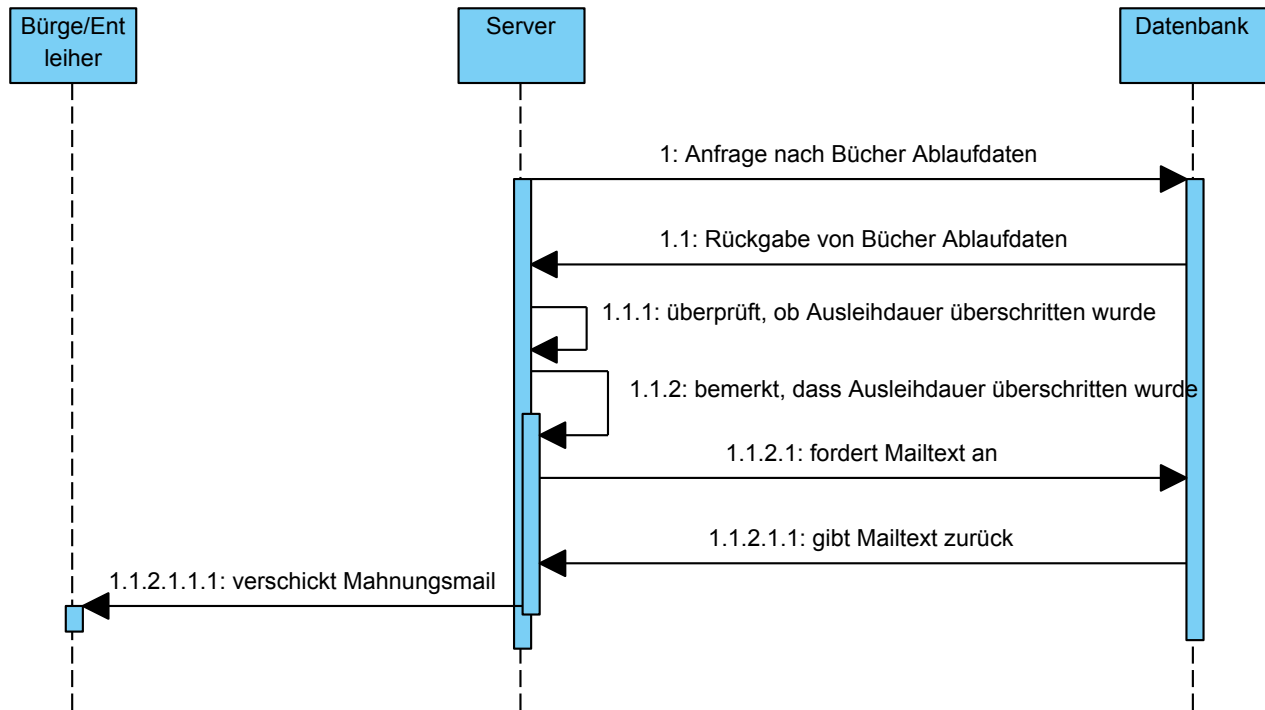 Bürge/Ent
leiher
Server
Datenbank
1: Anfrage nach Bücher Ablaufdaten
1.1: Rückgabe von Bücher Ablaufdaten
1.1.1: überprüft, ob Ausleihdauer überschritten wurde
1.1.2: bemerkt, dass Ausleihdauer überschritten wurde
1.1.2.1: fordert Mailtext an
1.1.2.1.1: gibt Mailtext zurück
1.1.2.1.1.1: verschickt Mahnungsmail